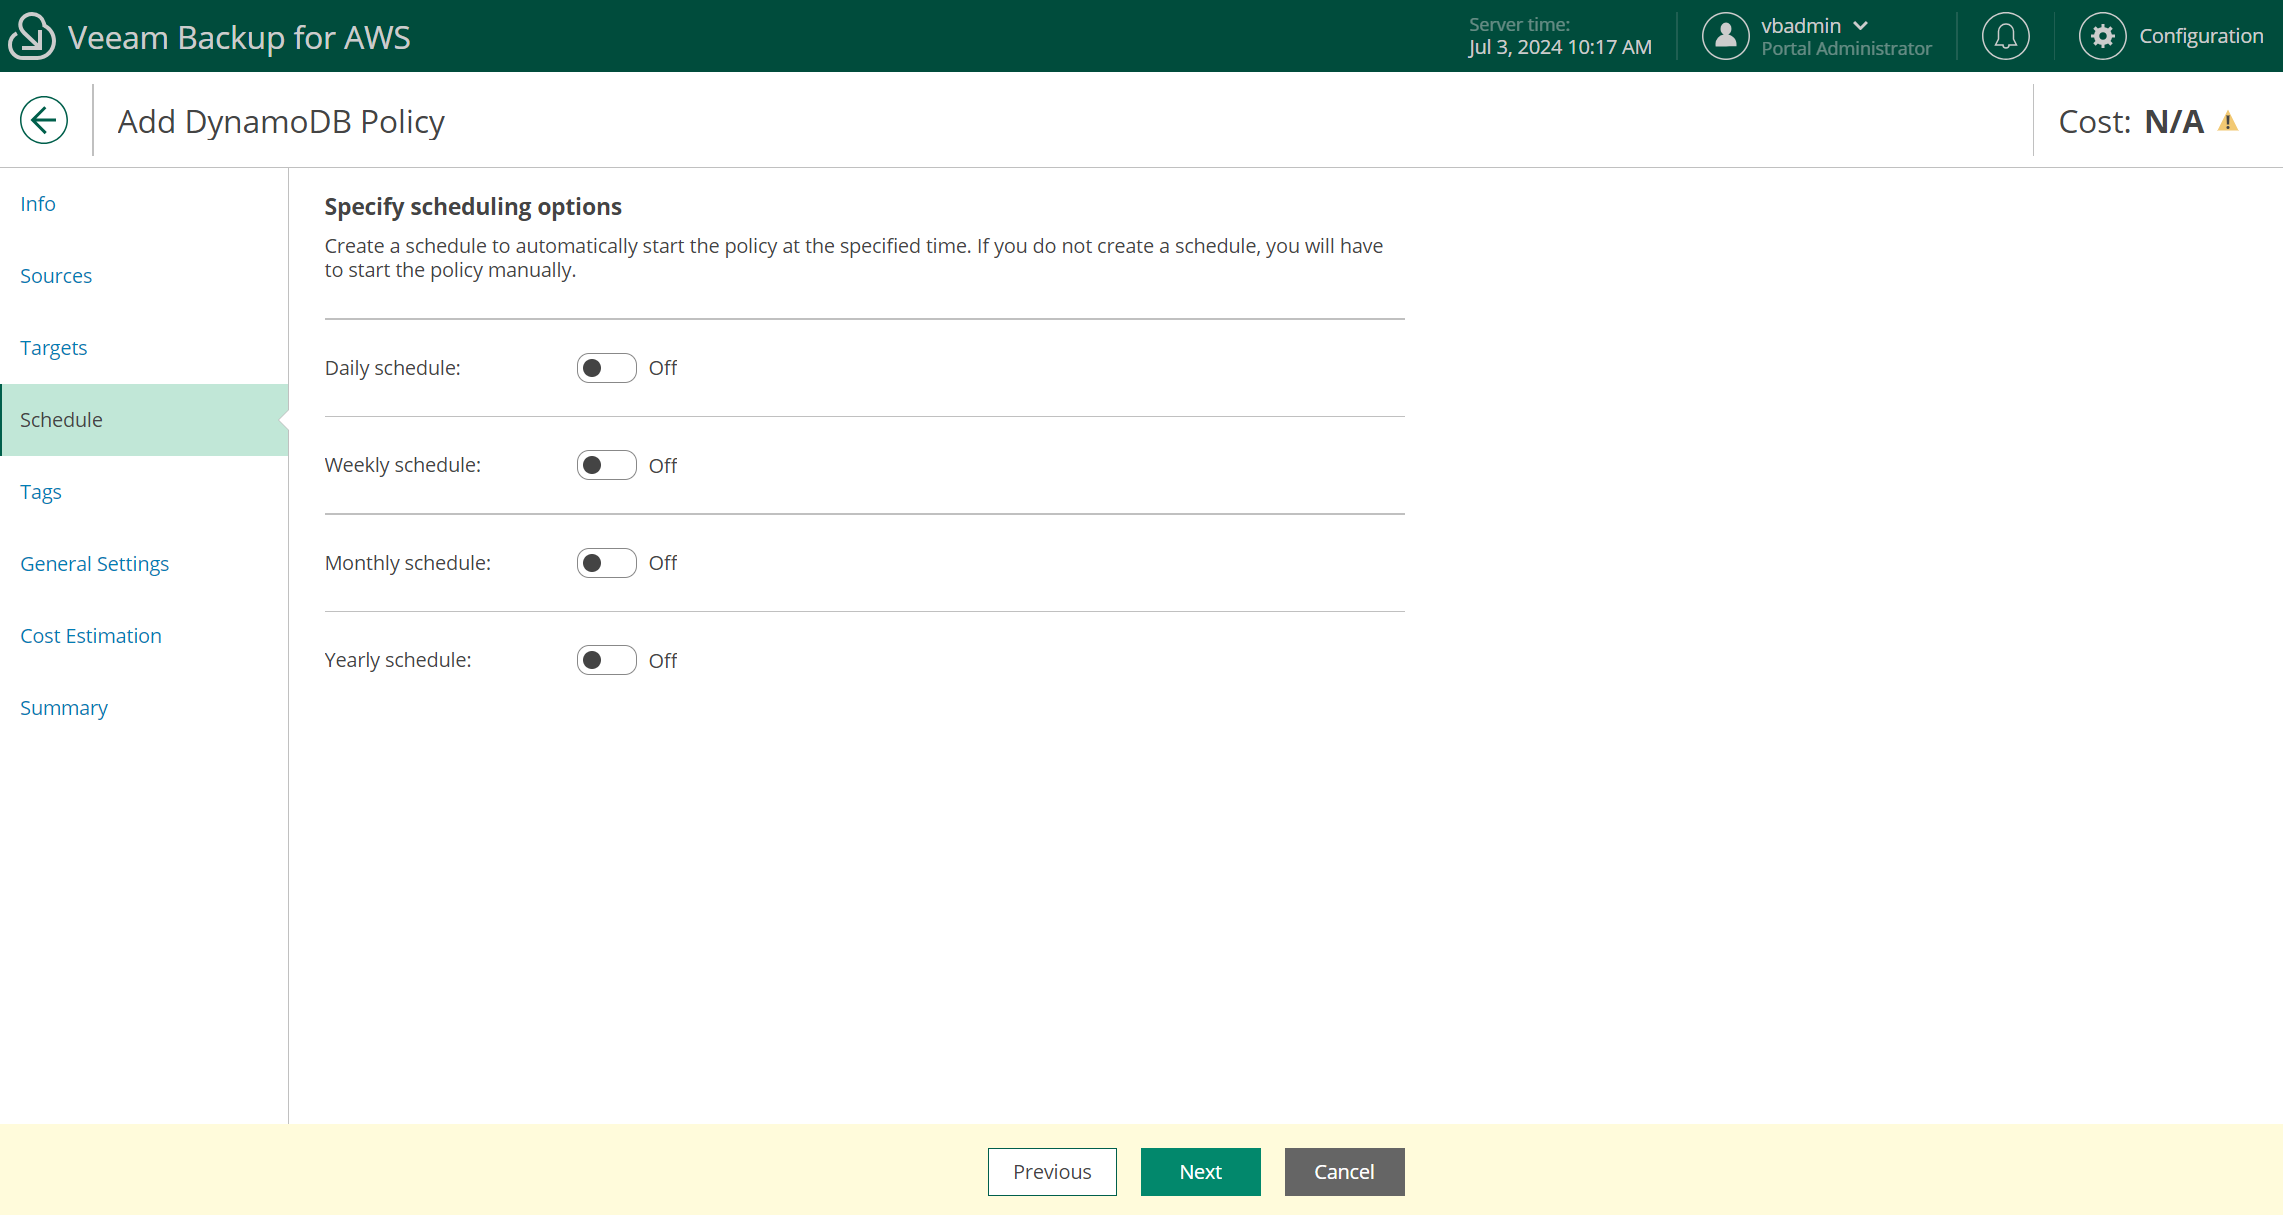 Veeam Backup for AWS
Server time:
Jul 3, 2024 10:17 AM
vbadmin
Portal Administrator
Configuration
Add DynamoDB Policy
Cost: N/A
Info
Sources
Targets
Schedule
Tags
General Settings
Cost Estimation
Summary
Specify scheduling options
Create a schedule to automatically start the policy at the specified time. If you do not create a schedule, you will have
to start the policy manually.
Daily schedule: Off
Weekly schedule: Off
Monthly schedule: Off
Yearly schedule: Off
Previous Next Cancel